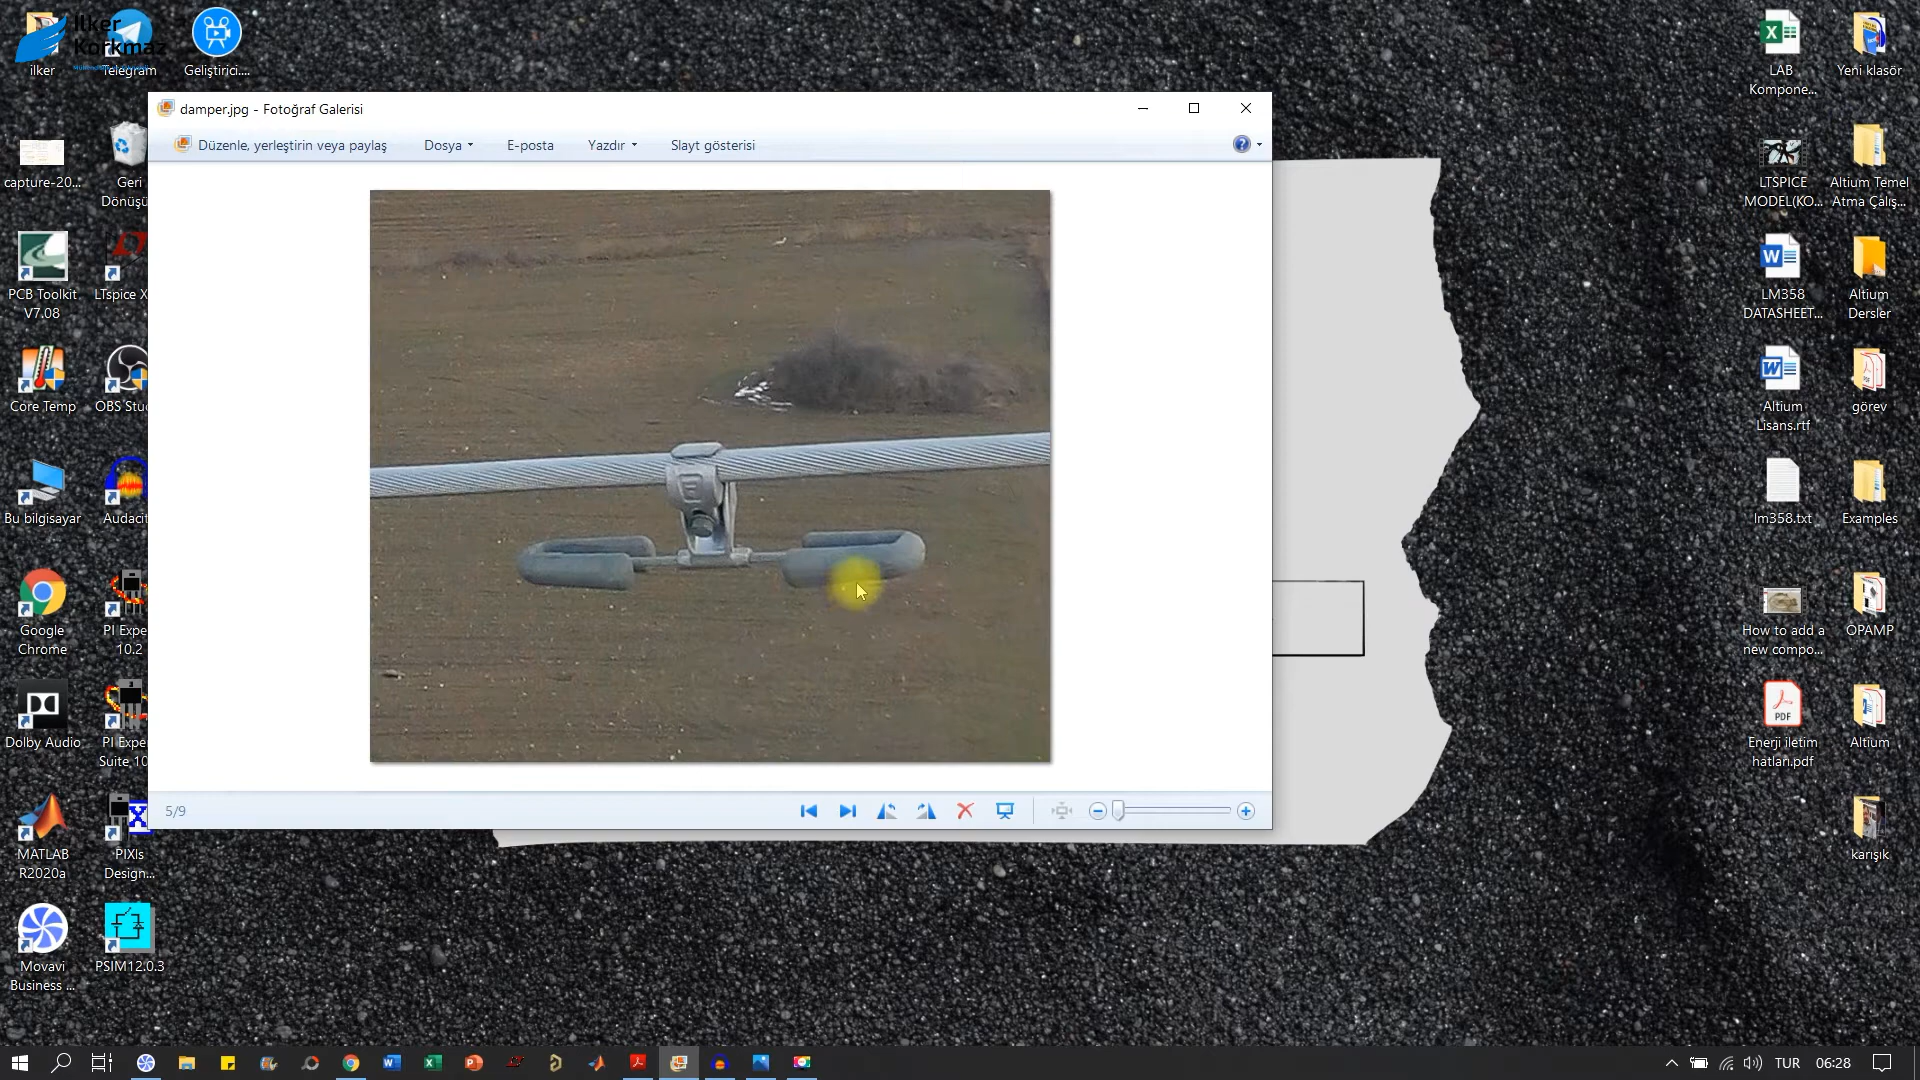 İlker
Korkmaz
ilker
Telegram
Geliştirici....
LAB
Kompone...
Yeni klasör
damper.jpg - Fotoğraf Galerisi
Düzenle, yerleştirin veya paylaş
Dosya
E-posta
Yazdır
Slayt gösterisi
capture-20...
Geri
Dönüşü
LTSPICE
MODEL(KO...
Altium Temel
Atma Çalış...
PCB Toolkit
V7.08
LTspice X
LM358
DATASHEET...
Altium
Dersler
Core Temp
OBS Stu
Altium
Lisans.rtf
görev
Bu bilgisayar
Audacit
lm358.txt
Examples
Google
Chrome
PI Expe
10.2
How to add a
new compo...
OPAMP
Dolby Audio
PI Expe
Suite 10
PDF
Enerji iletim
hatları.pdf
Altium
5/9
MATLAB
R2020a
PIXls
Design...
karışık
Movavi
Business ...
PSIM12.0.3
TUR
06:28